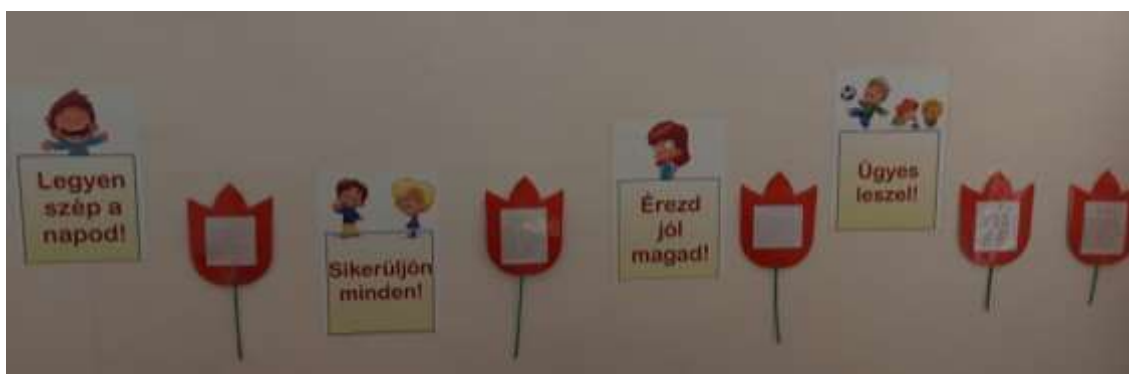 Legyen
szép a
napod!
Sikerüljön
minden!
Érezd
jól
magad!
Ügyes
leszel!